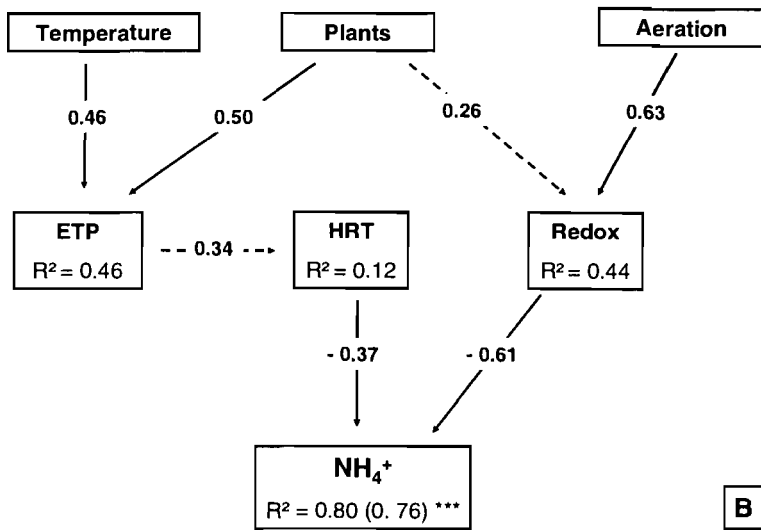 Temperature Plants Aeration
0.46 0.50 0.26 0.63
ETP HRT Redox
R² = 0.46 0.34 R² = 0.12 R² = 0.44
- 0.37 - 0.61
NH₄⁺
R² = 0.80 (0. 76) ***
B